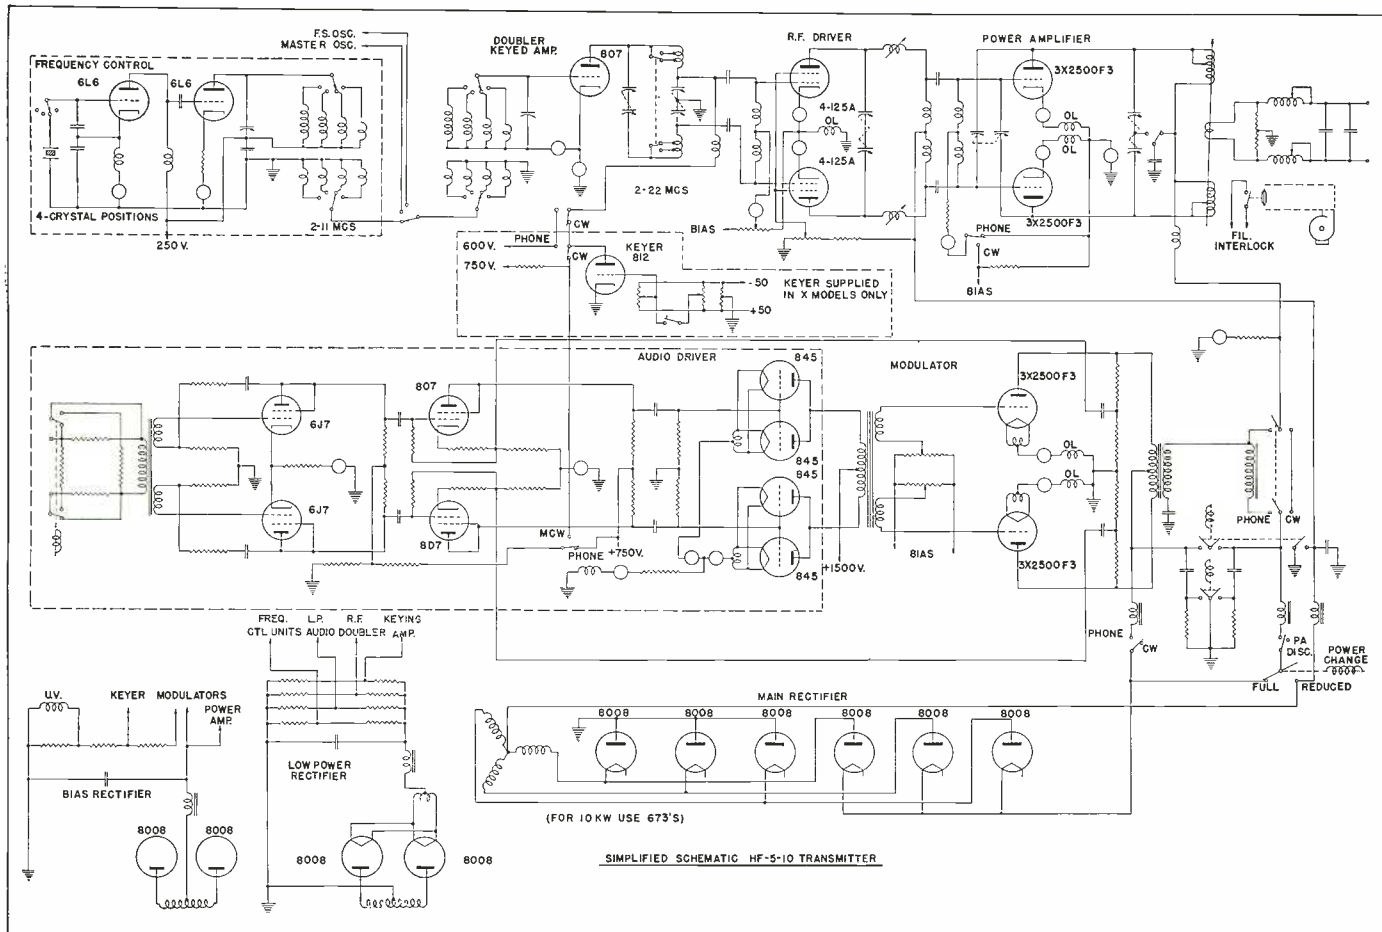 F.S. OSC.
MASTER OSC.
DOUBLER
KEYED AMP.
807
R.F. DRIVER
POWER AMPLIFIER
FREQUENCY CONTROL
6L6
6L6
3X2500F3
4-125A
OL
OL
4-125A
2-22 MCS
4-CRYSTAL POSITIONS
2-11 MCS
250 V.
3X2500F3
BIAS
PHONE
CW
BIAS
FIL.
INTERLOCK
CW
600V.
PHONE
750V.
CW
KEYER
812
-50
+50
KEYER SUPPLIED
IN X MODELS ONLY
AUDIO DRIVER
845
MODULATOR
3X2500F3
807
6J7
845
845
OL
OL
6J7
8D7
MCW
PHONE
+750V.
845
+1500V.
BIAS
3X2500F3
PHONE
CW
FREQ.
CTL UNITS
L.P.
AUDIO
R.F.
DOUBLER
KEYING
AMP.
PHONE
CW
PA
DISC.
POWER
CHANGE
FULL
REDUCED
U.V.
KEYER
MODULATORS
POWER
AMP.
MAIN RECTIFIER
8008
8008
8008
8008
8008
8008
LOW POWER
RECTIFIER
BIAS RECTIFIER
(FOR 10 KW USE 673'S)
8008
8008
8008
8008
SIMPLIFIED SCHEMATIC HF-5-10 TRANSMITTER